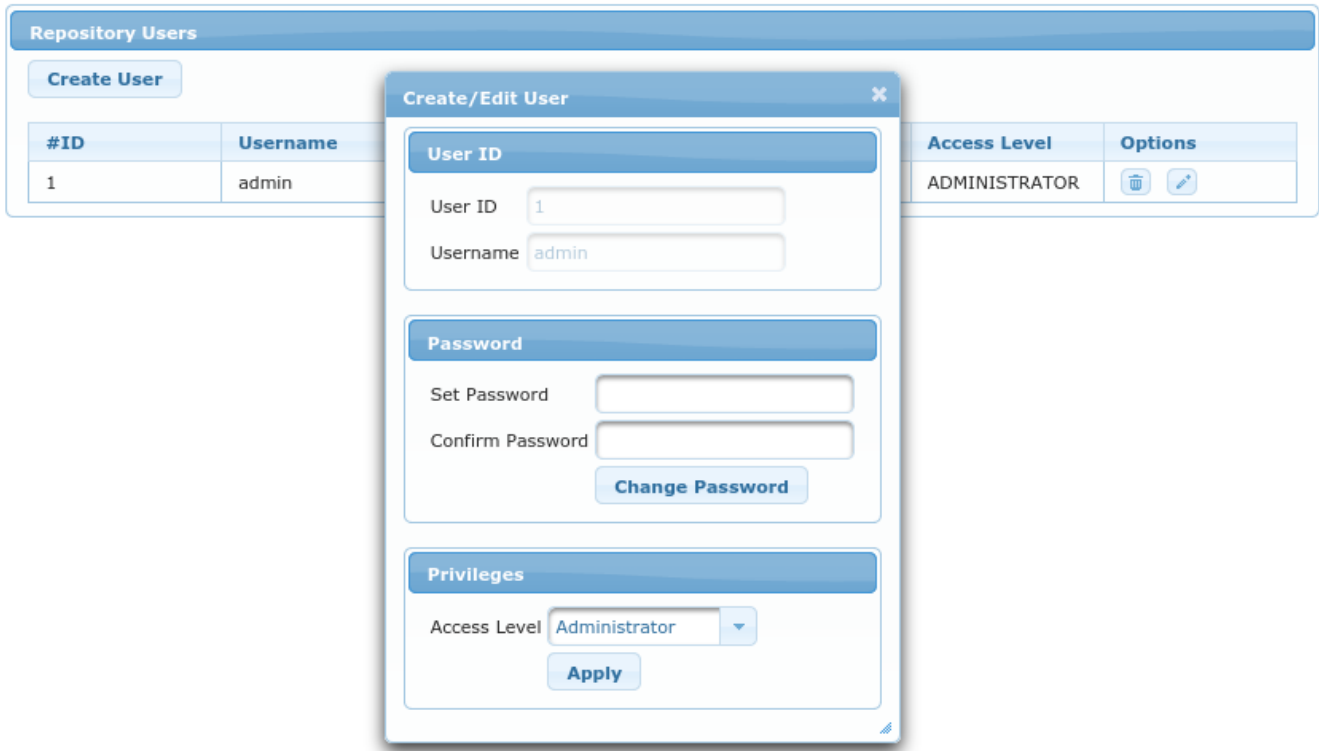 Repository Users
Create User
#ID Username Access Level Options
1 admin ADMINISTRATOR
Create/Edit User
User ID
User ID 1
Username admin
Password
Set Password
Confirm Password
Change Password
Privileges
Access Level Administrator
Apply